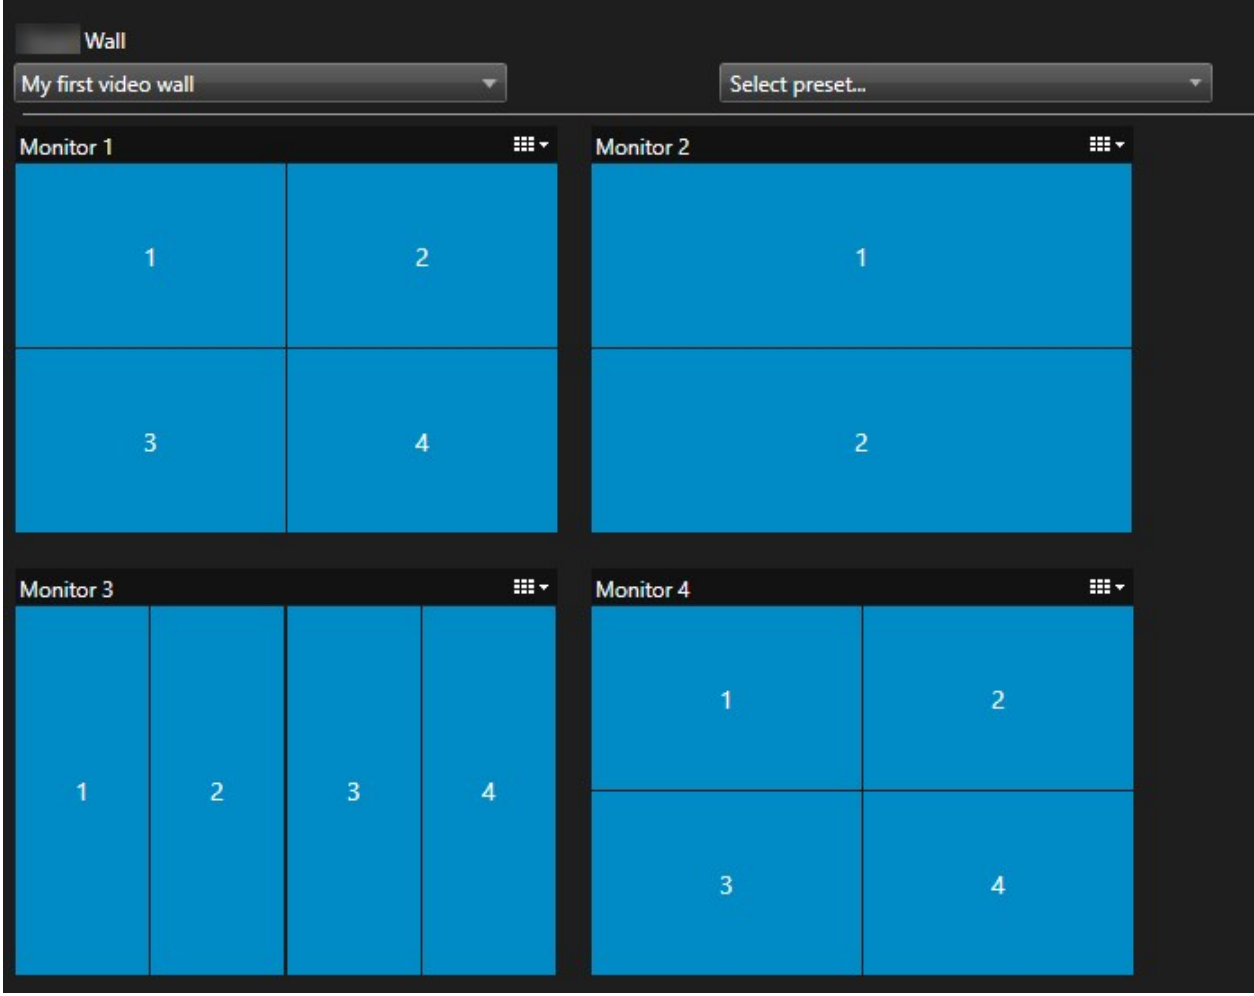 Wall
My first video wall
Select preset...
Monitor 1
Monitor 2
1 2
1
3 4
2
Monitor 3
Monitor 4
1 2
1 2 3 4
3 4